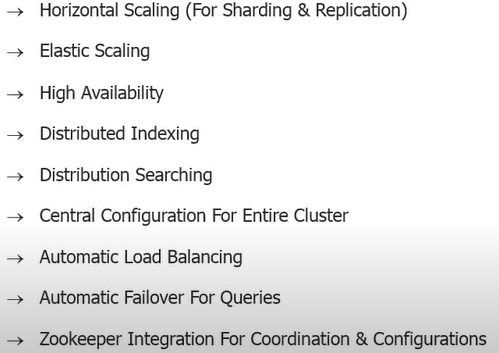 → Horizontal Scaling (For Sharding & Replication)
→ Elastic Scaling
→ High Availability
→ Distributed Indexing
→ Distribution Searching
→ Central Configuration For Entire Cluster
→ Automatic Load Balancing
→ Automatic Failover For Queries
→ Zookeeper Integration For Coordination & Configurations